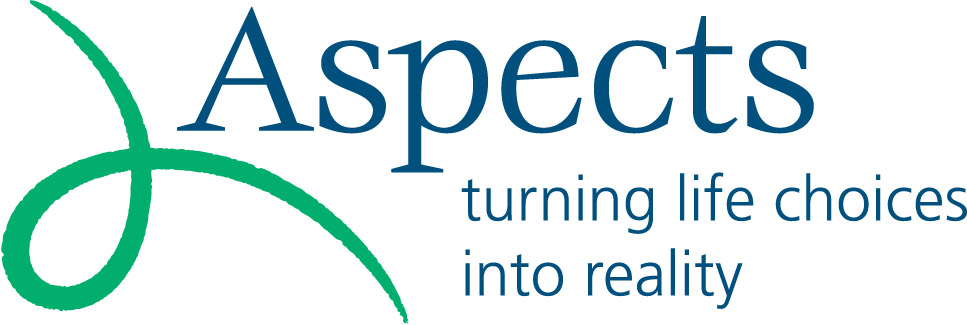 Aspects
turning life choices
into reality